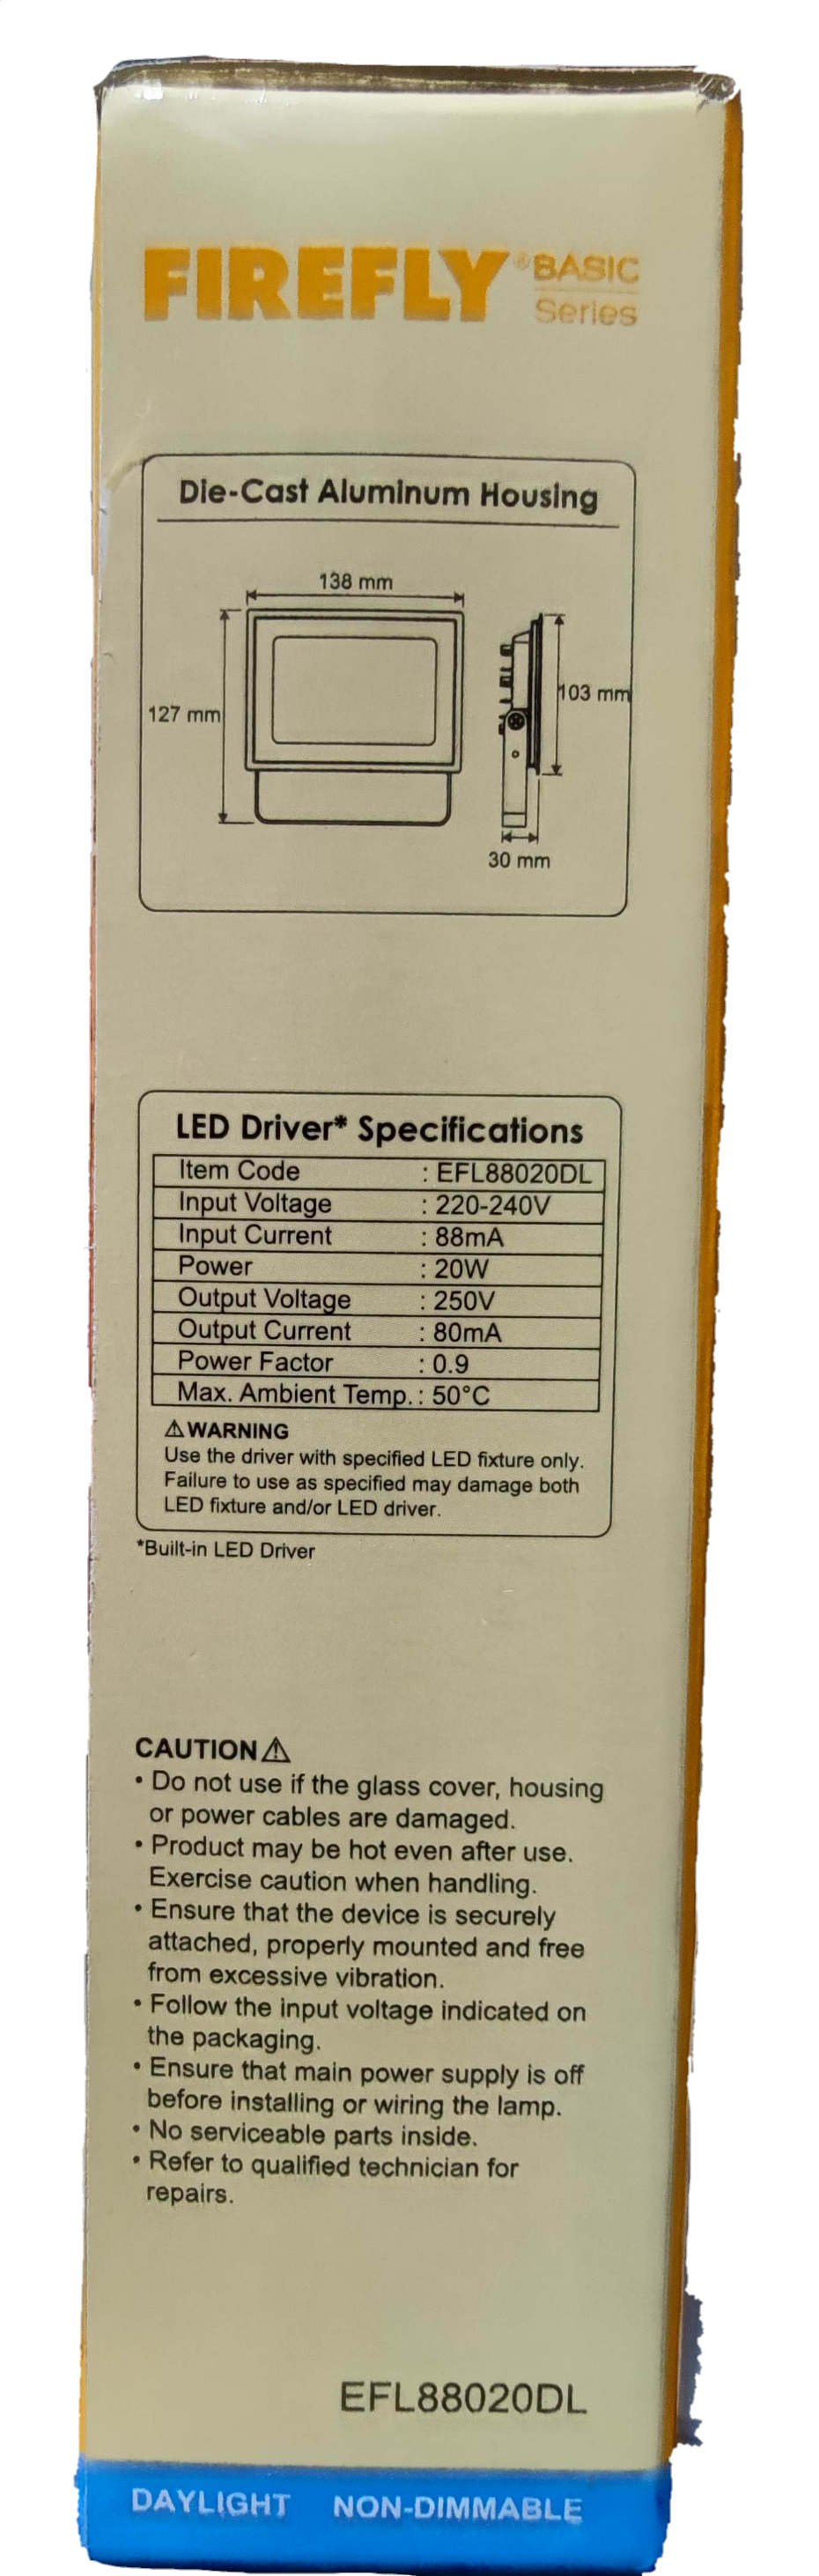 FIREFLY® BASIC
Series
Die-Cast Aluminum Housing
138 mm
127 mm
103 mm
30 mm
LED Driver* Specifications
Item Code : EFL88020DL
Input Voltage : 220-240V
Input Current : 88mA
Power : 20W
Output Voltage : 250V
Output Current : 80mA
Power Factor : 0.9
Max. Ambient Temp. : 50°C
⚠WARNING
Use the driver with specified LED fixture only.
Failure to use as specified may damage both
LED fixture and/or LED driver.
*Built-in LED Driver
CAUTION⚠
• Do not use if the glass cover, housing
or power cables are damaged.
• Product may be hot even after use.
Exercise caution when handling.
• Ensure that the device is securely
attached, properly mounted and free
from excessive vibration.
• Follow the input voltage indicated on
the packaging.
• Ensure that main power supply is off
before installing or wiring the lamp.
• No serviceable parts inside.
• Refer to qualified technician for
repairs.
EFL88020DL
DAYLIGHT NON-DIMMABLE